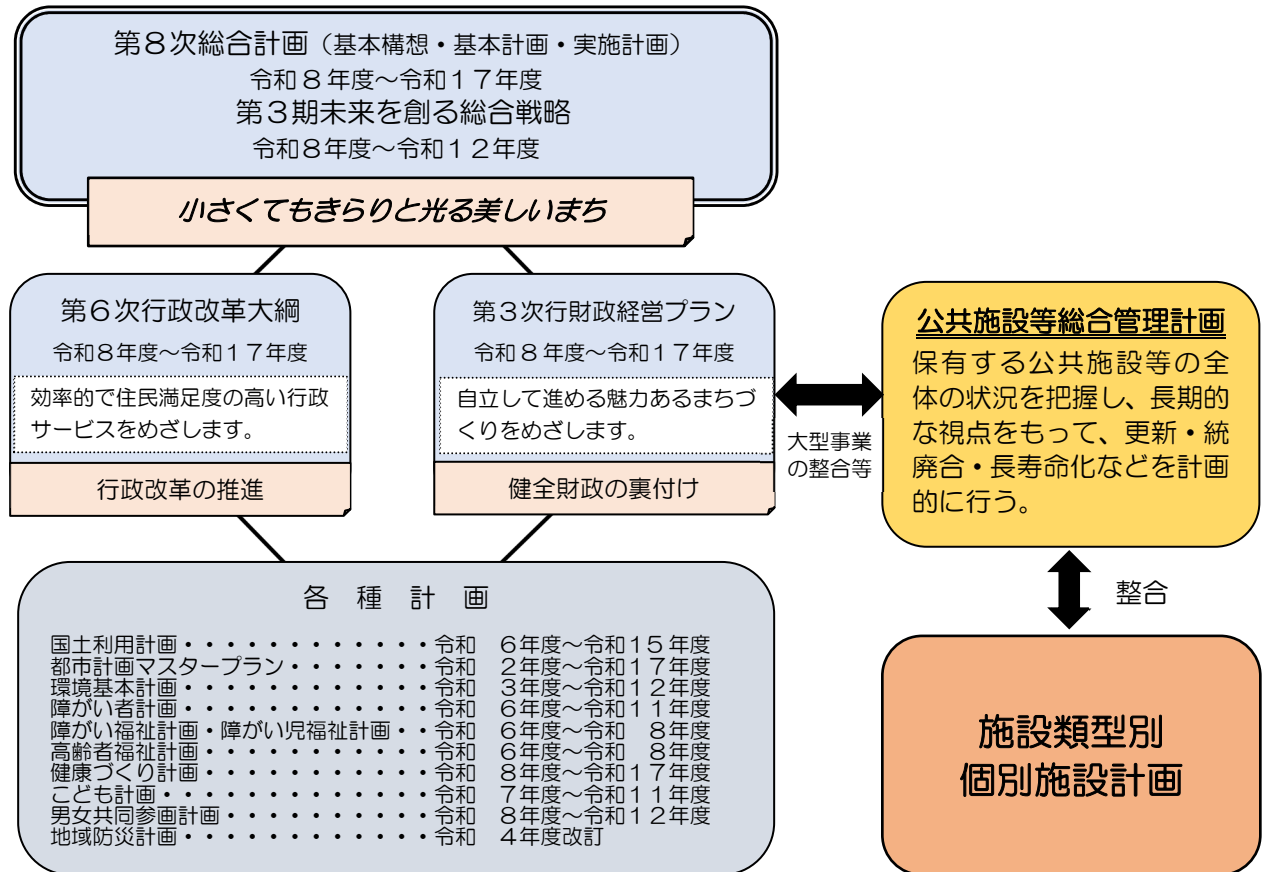 第８次総合計画（基本構想・基本計画・実施計画）
令和８年度～令和１７年度
第３期未来を創る総合戦略
令和８年度～令和１２年度
小さくてもきらりと光る美しいまち
第６次行政改革大綱
令和８年度～令和１７年度
効率的で住民満足度の高い行政
サービスをめざします。
行政改革の推進
第３次行財政経営プラン
令和８年度～令和１７年度
自立して進める魅力あるまちづ
くりをめざします。
健全財政の裏付け
大型事業
の整合等
公共施設等総合管理計画
保有する公共施設等の全
体の状況を把握し、長期的
な視点をもって、更新・統
廃合・長寿命化などを計画
的に行う。
整合
施設類型別
個別施設計画
各　種　計　画
国土利用計画・・・・・・・・・・・・・令和　６年度～令和１５年度
都市計画マスタープラン・・・・・・・令和　２年度～令和１７年度
環境基本計画・・・・・・・・・・・・令和　３年度～令和１２年度
障がい者計画・・・・・・・・・・・・令和　６年度～令和１１年度
障がい福祉計画・障がい児福祉計画・・令和　６年度～令和　８年度
高齢者福祉計画・・・・・・・・・・・令和　６年度～令和　８年度
健康づくり計画・・・・・・・・・・・令和　８年度～令和１７年度
こども計画・・・・・・・・・・・・・令和　７年度～令和１１年度
男女共同参画計画・・・・・・・・・・令和　８年度～令和１２年度
地域防災計画・・・・・・・・・・・・令和　４年度改訂